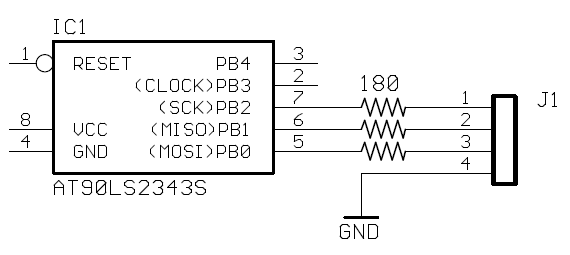 IC1
1 RESET PB4 3
(CLOCK)PB3 2
180
(SCK)PB2 7 1 J1
8 VCC (MISO)PB1 6 2
4 GND (MOSI)PB0 5 3
4
AT90LS2343S
GND